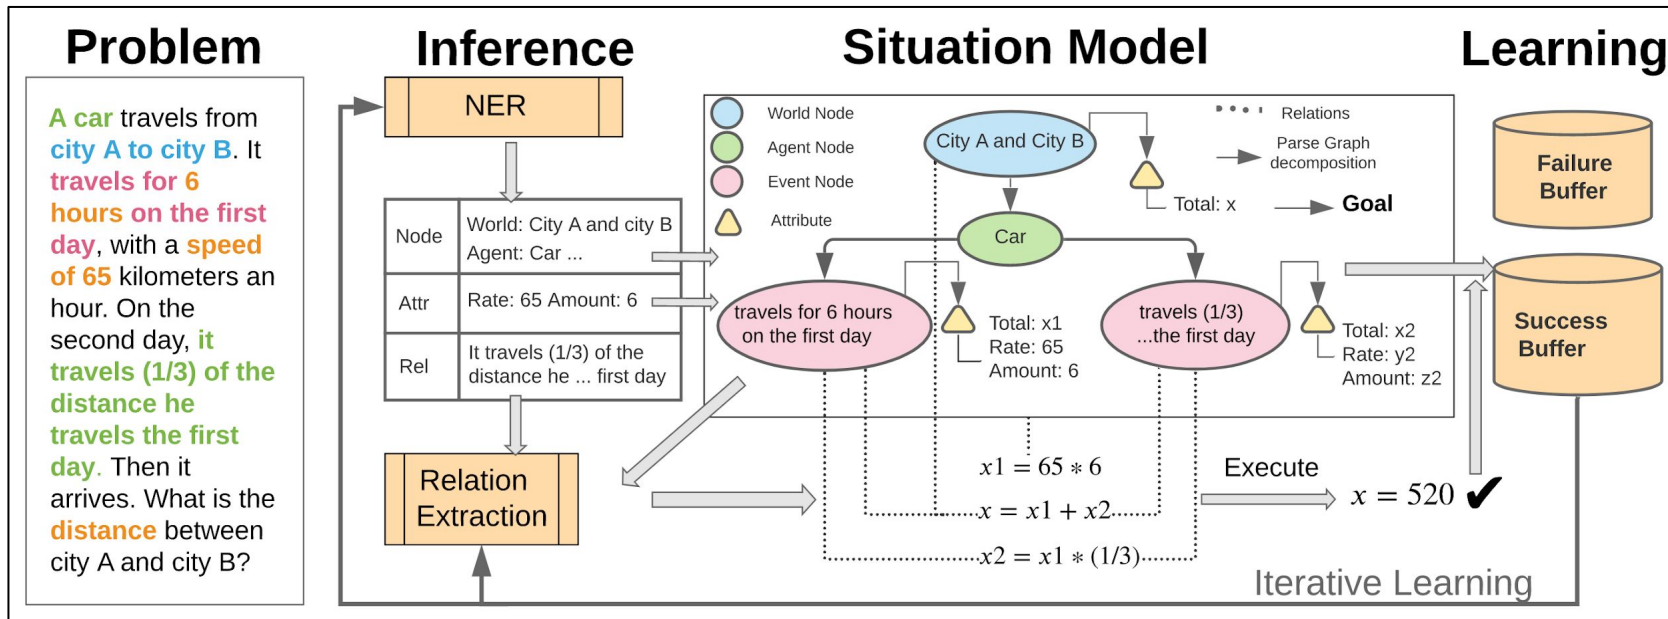 Problem
Inference
Situation Model
Learning
A car travels from
city A to city B. It
travels for 6
hours on the first
day, with a speed
of 65 kilometers an
hour. On the
second day, it
travels (1/3) of the
distance he
travels the first
day. Then it
arrives. What is the
distance between
city A and city B?
NER
Node
World: City A and city B
Agent: Car ...
Attr
Rate: 65 Amount: 6
Rel
It travels (1/3) of the
distance he ... first day
Relation
Extraction
World Node
Agent Node
Event Node
Attribute
City A and City B
Relations
Parse Graph
decomposition
Total: x
Goal
Car
travels for 6 hours
on the first day
Total: x1
Rate: 65
Amount: 6
travels (1/3)
...the first day
Total: x2
Rate: y2
Amount: z2
x1 = 65 * 6
x = x1 + x2
x2 = x1 * (1/3)
Execute
x = 520 ✔
Failure
Buffer
Success
Buffer
Iterative Learning